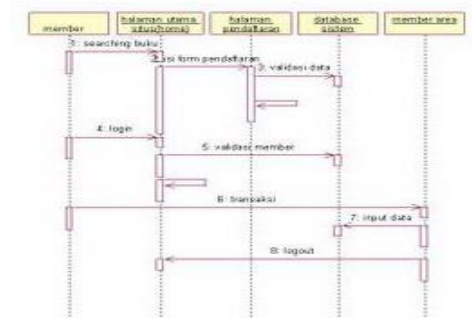 member
halaman utama
situs(home)
halaman
pendaftaran
database
sistem
member area
1: searching buku
2: isi form pendaftaran
3: validasi data
4: login
5: validasi member
6: transaksi
7: input data
8: logout